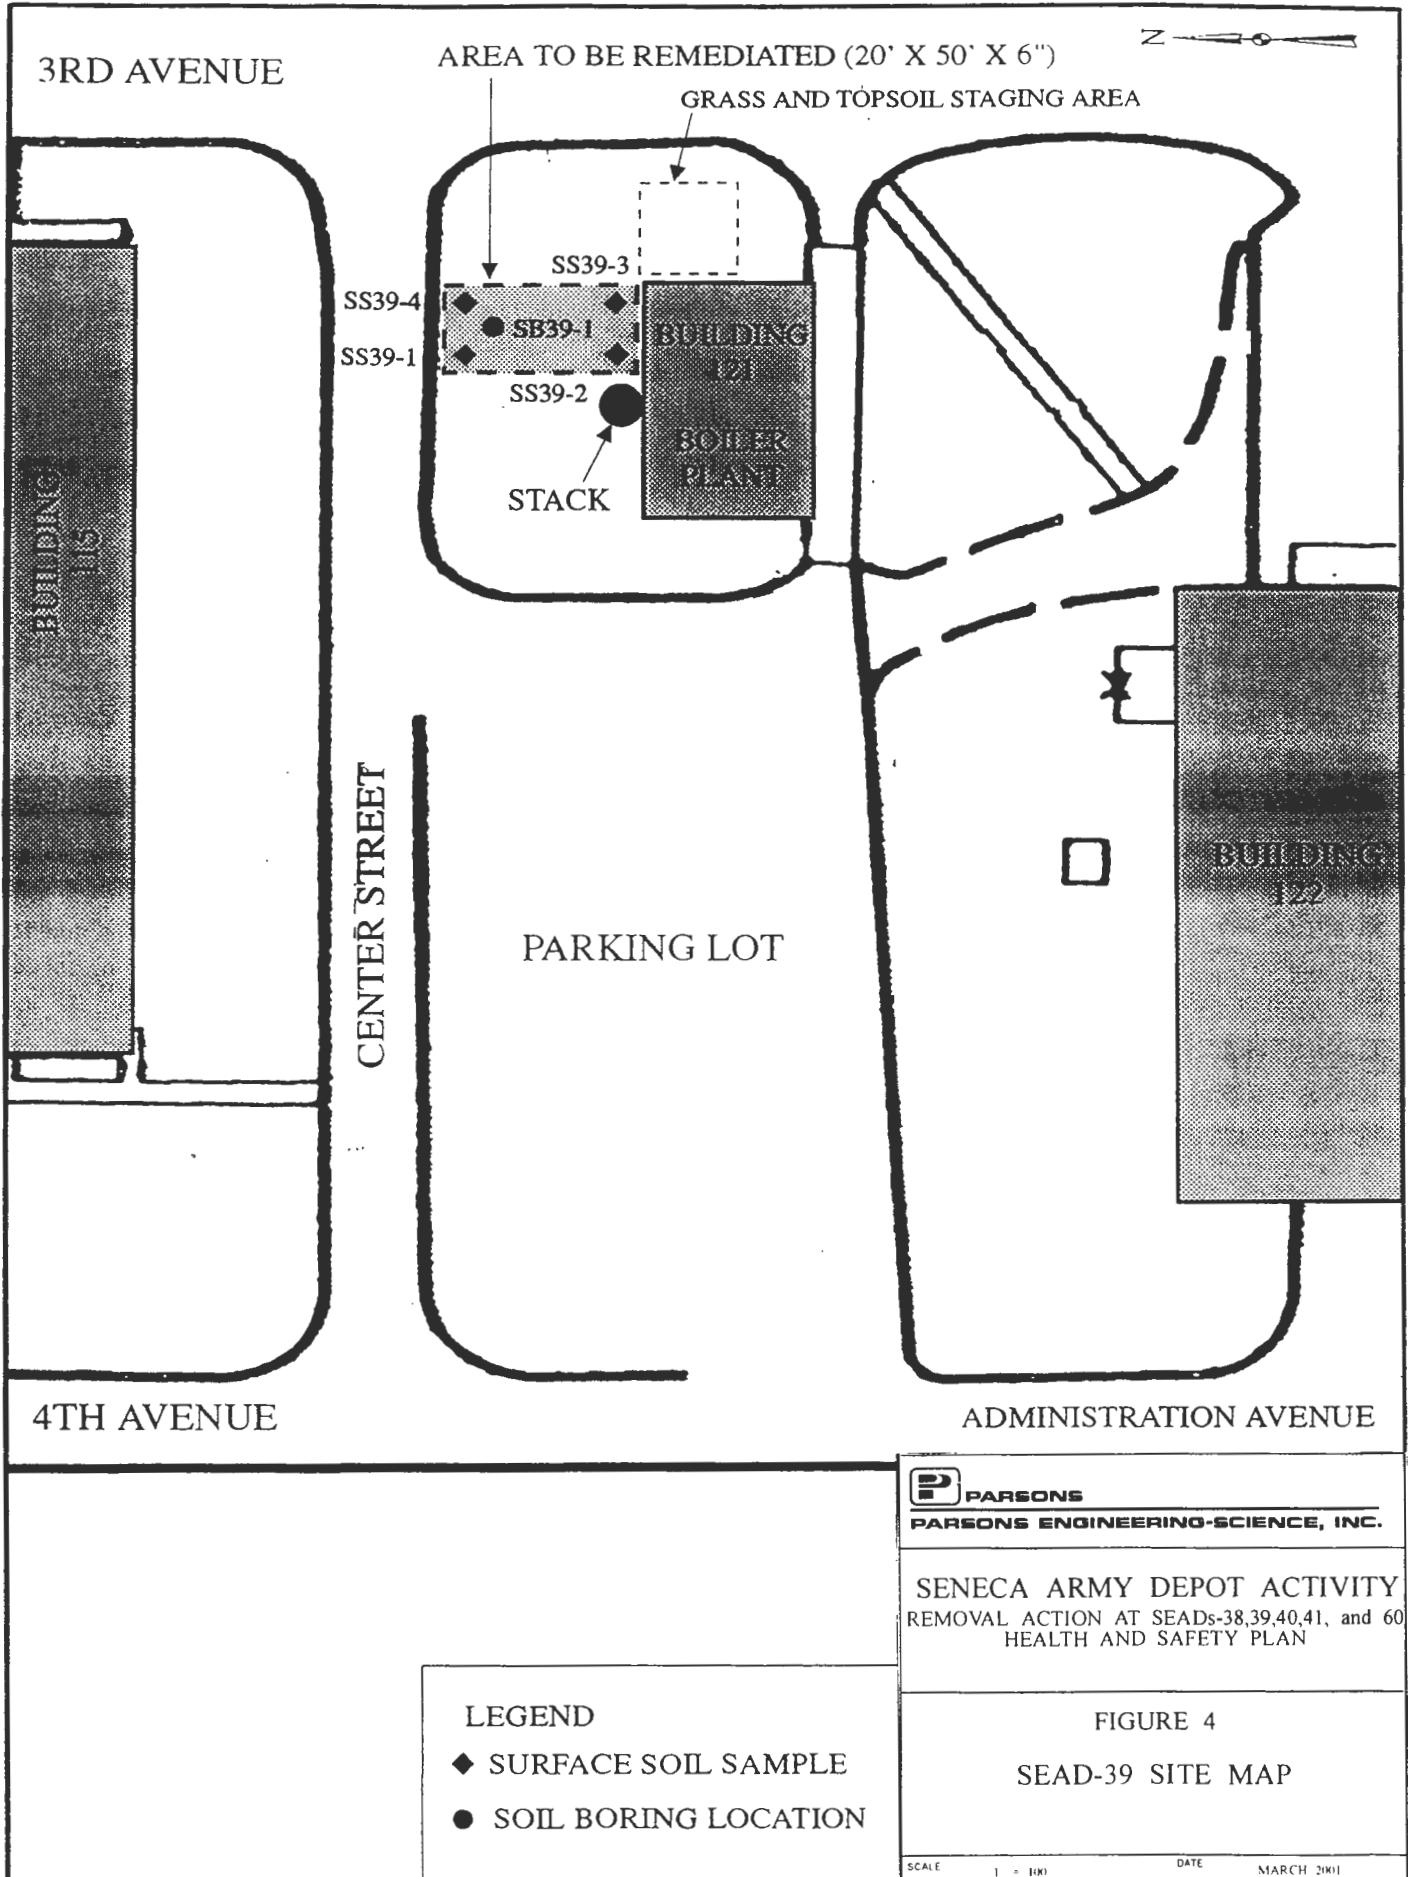 N
3RD AVENUE
AREA TO BE REMEDIATED (20' X 50' X 6")
GRASS AND TOPSOIL STAGING AREA
SS39-3
SS39-4
SB39-1
SS39-1
SS39-2
STACK
BUILDING
121
BOILER
PLANT
BUILDING
115
CENTER STREET
PARKING LOT
BUILDING
122
4TH AVENUE
ADMINISTRATION AVENUE
PARSONS
PARSONS ENGINEERING-SCIENCE, INC.
SENECA ARMY DEPOT ACTIVITY
REMOVAL ACTION AT SEADs-38,39,40,41, and 60
HEALTH AND SAFETY PLAN
FIGURE 4
SEAD-39 SITE MAP
LEGEND
SURFACE SOIL SAMPLE
SOIL BORING LOCATION
SCALE
1 = 100
DATE
MARCH 2001